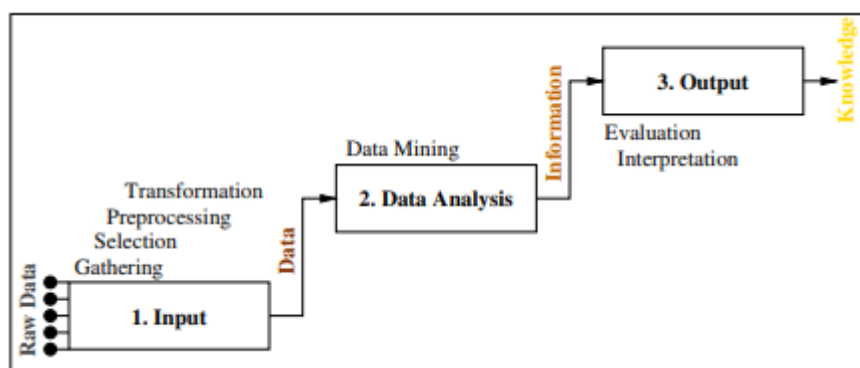 Knowledge
3. Output
Evaluation
Interpretation
Information
Data Mining
2. Data Analysis
Transformation
Preprocessing
Selection
Gathering
Data
Raw Data
1. Input